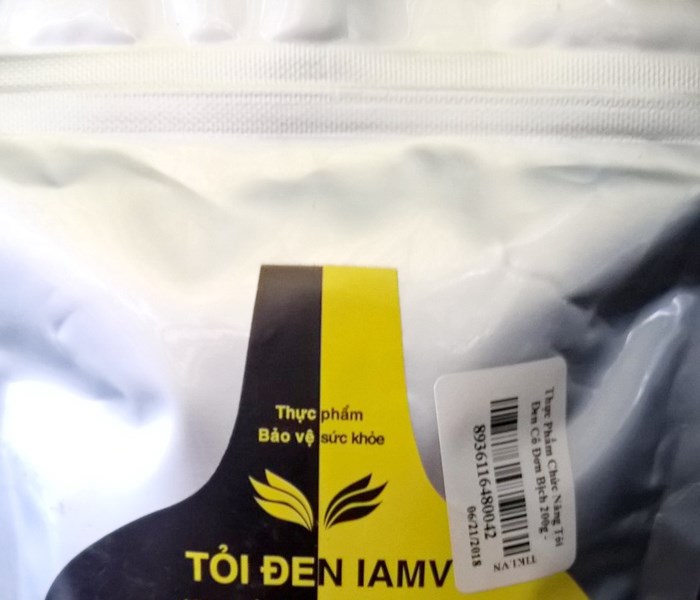 Thực phẩm
Bảo vệ sức khỏe
TỎI ĐEN IAMV
Thực Phẩm Chức Năng Tỏi
Đen Cô Đơn Bịch 200g -
8936116480042
06/21/2018
TIKI.VN